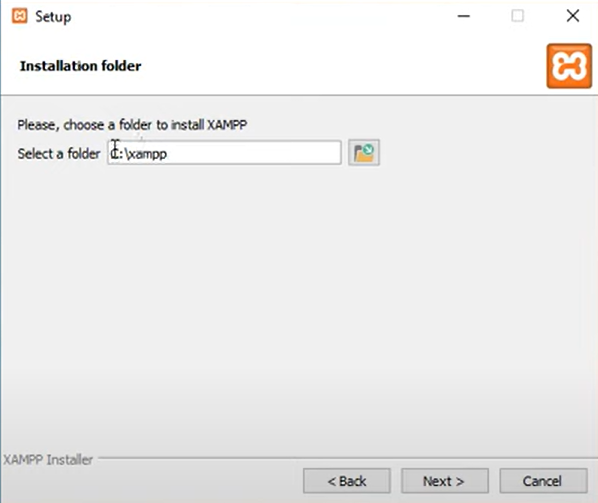 Setup
Installation folder
Please, choose a folder to install XAMPP
Select a folder C:\xampp
XAMPP Installer
< Back Next > Cancel